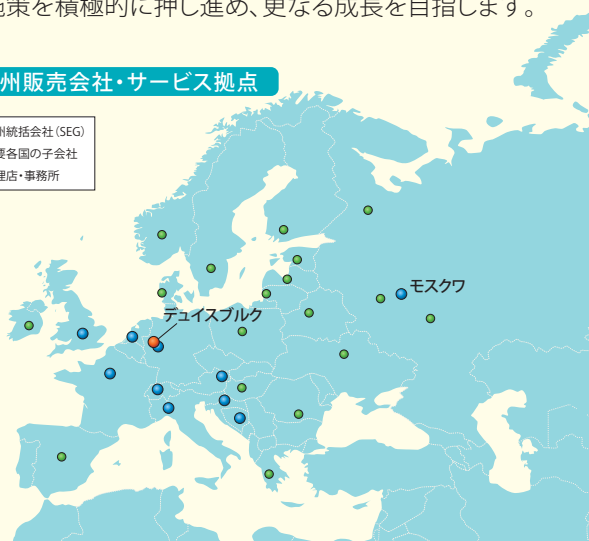 施策を積極的に押し進め、更なる成長を目指します。
州販売会社・サービス拠点
州統括会社（SEG）
要各国の子会社
理店・事務所
モスクワ
デュイスブルク